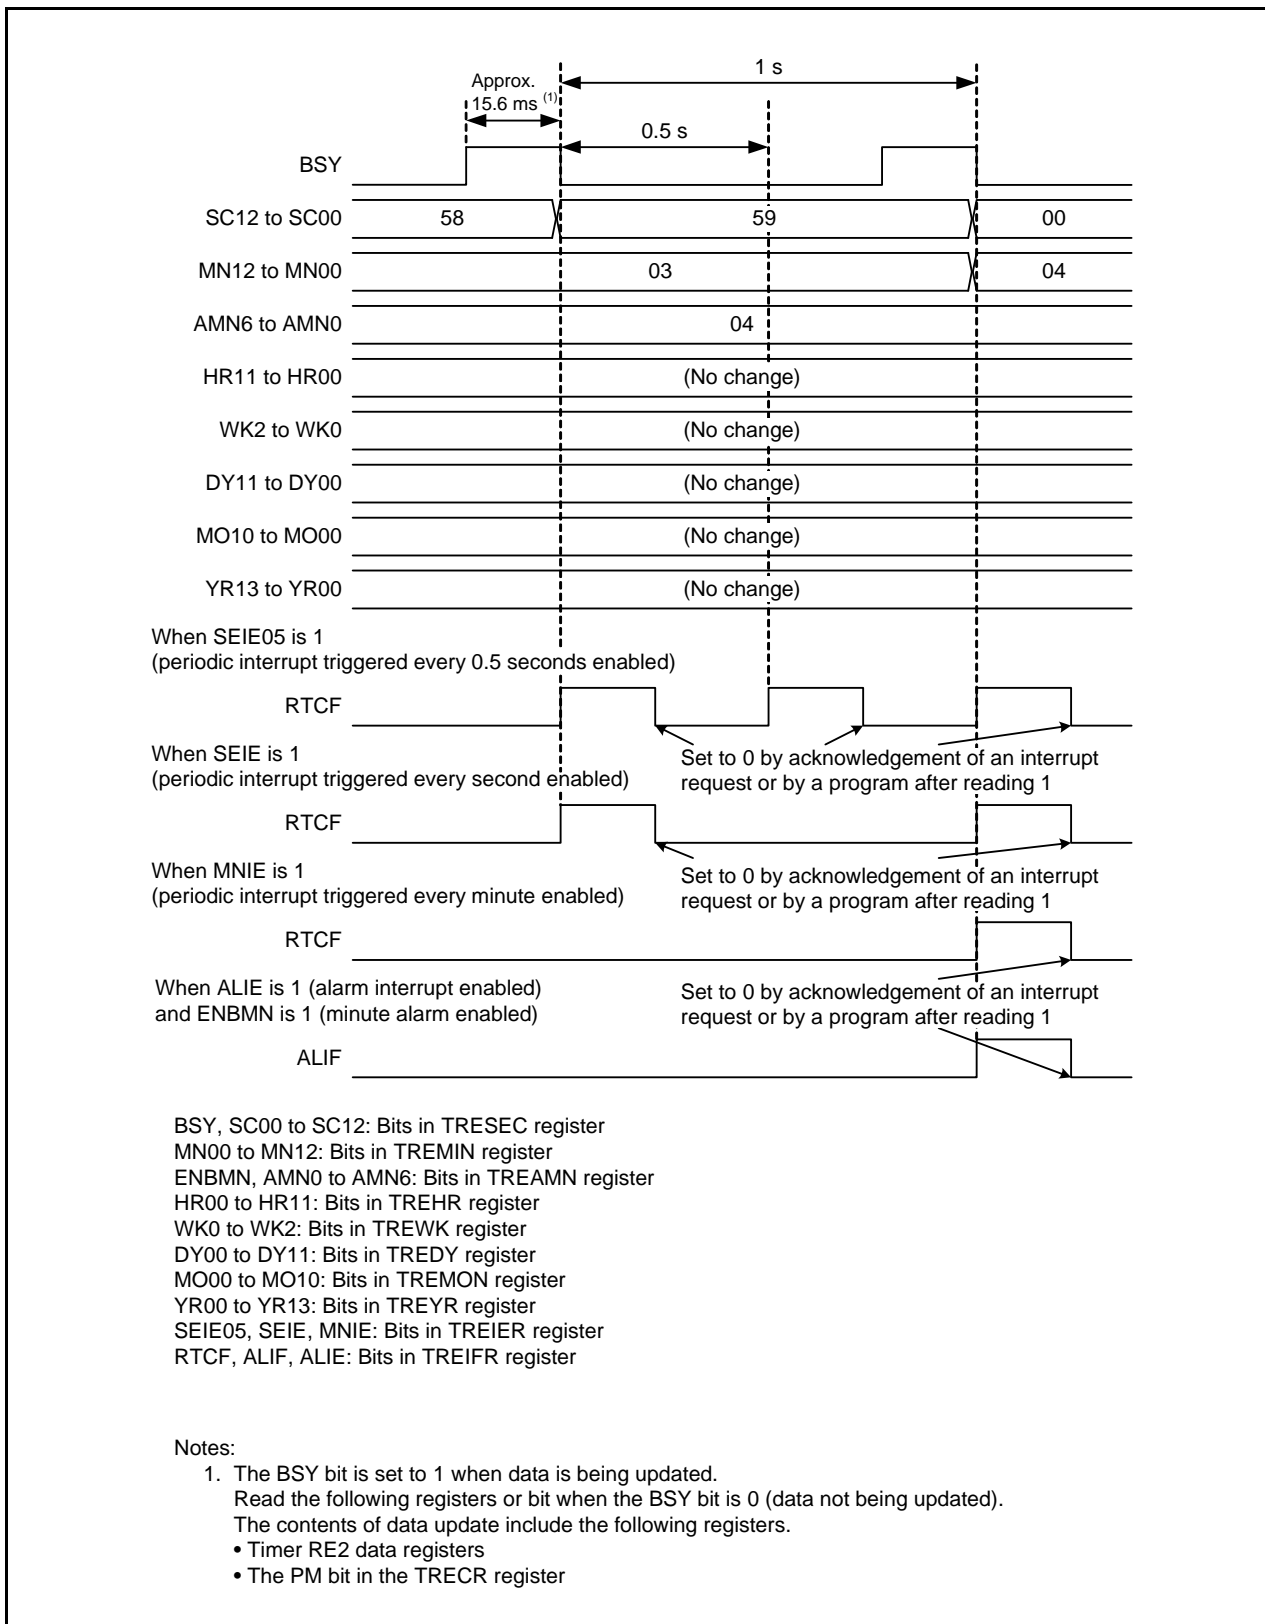 1 s
Approx.
15.6 ms (1)
0.5 s
BSY
SC12 to SC00 58 59 00
MN12 to MN00 03 04
AMN6 to AMN0 04
HR11 to HR00 (No change)
WK2 to WK0 (No change)
DY11 to DY00 (No change)
MO10 to MO00 (No change)
YR13 to YR00 (No change)
When SEIE05 is 1
(periodic interrupt triggered every 0.5 seconds enabled)
RTCF
When SEIE is 1
(periodic interrupt triggered every second enabled)
Set to 0 by acknowledgement of an interrupt
request or by a program after reading 1
RTCF
When MNIE is 1
(periodic interrupt triggered every minute enabled)
Set to 0 by acknowledgement of an interrupt
request or by a program after reading 1
RTCF
When ALIE is 1 (alarm interrupt enabled)
and ENBMN is 1 (minute alarm enabled)
Set to 0 by acknowledgement of an interrupt
request or by a program after reading 1
ALIF
BSY, SC00 to SC12: Bits in TRESEC register
MN00 to MN12: Bits in TREMIN register
ENBMN, AMN0 to AMN6: Bits in TREAMN register
HR00 to HR11: Bits in TREHR register
WK0 to WK2: Bits in TREWK register
DY00 to DY11: Bits in TREDY register
MO00 to MO10: Bits in TREMON register
YR00 to YR13: Bits in TREYR register
SEIE05, SEIE, MNIE: Bits in TREIER register
RTCF, ALIF, ALIE: Bits in TREIFR register
Notes:
1. The BSY bit is set to 1 when data is being updated.
Read the following registers or bit when the BSY bit is 0 (data not being updated).
The contents of data update include the following registers.
• Timer RE2 data registers
• The PM bit in the TRECR register